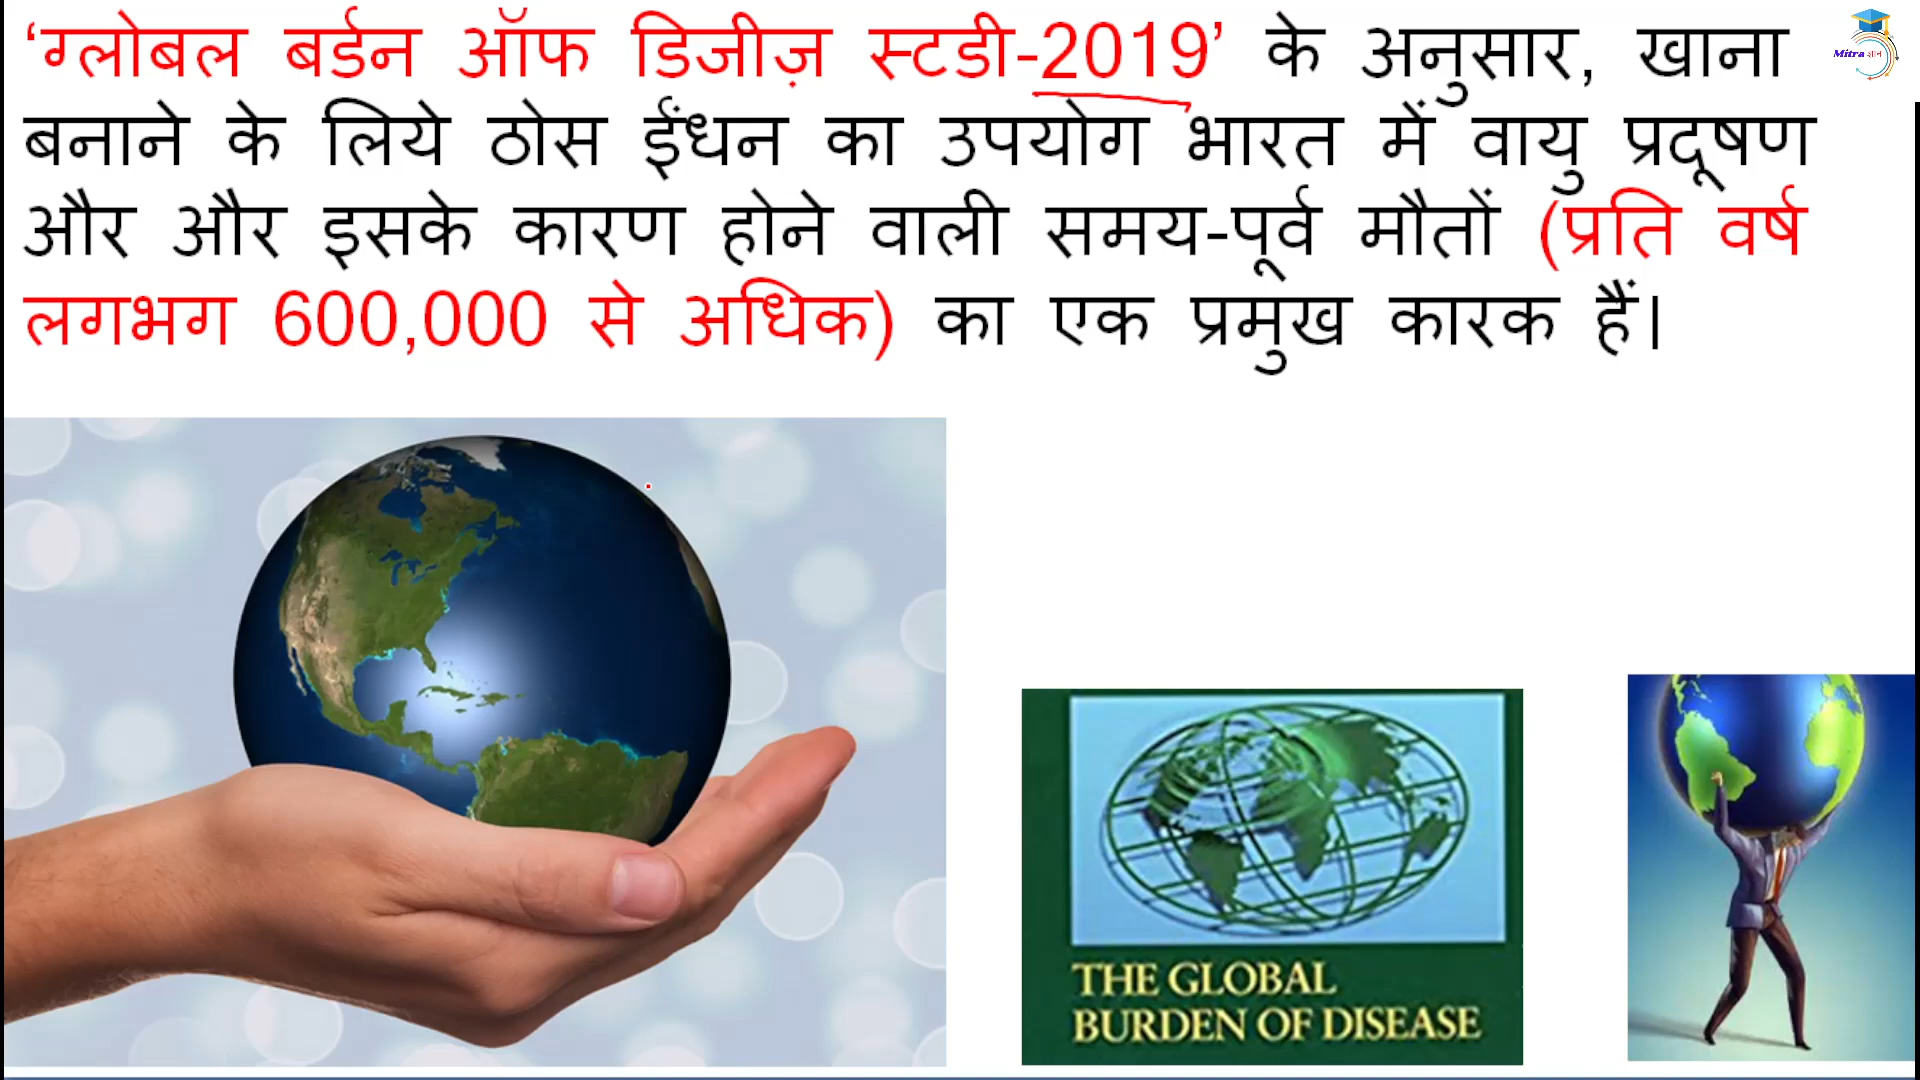 ‘ग्लोबल बर्डन ऑफ डिजीज़ स्टडी-2019’ के अनुसार, खाना
बनाने के लिये ठोस ईंधन का उपयोग भारत में वायु प्रदूषण
और और इसके कारण होने वाली समय-पूर्व मौतों (प्रति वर्ष
लगभग 600,000 से अधिक) का एक प्रमुख कारक हैं।
Mitra ज्ञान
THE GLOBAL
BURDEN OF DISEASE